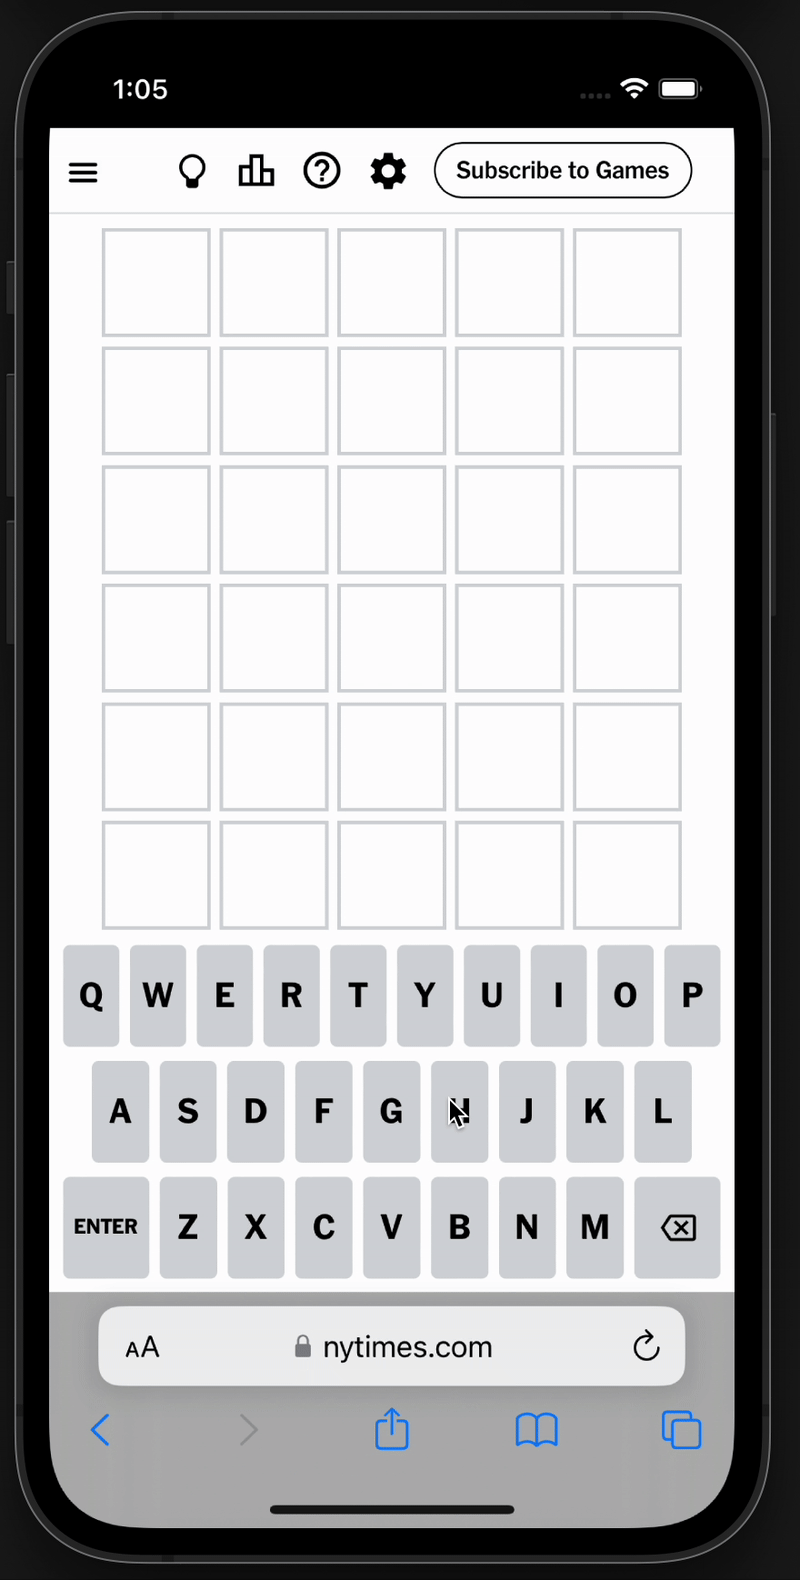 1:05
Subscribe to Games
Q W E R T Y U I O P
A S D F G H J K L
ENTER Z X C V B N M
AA nytimes.com